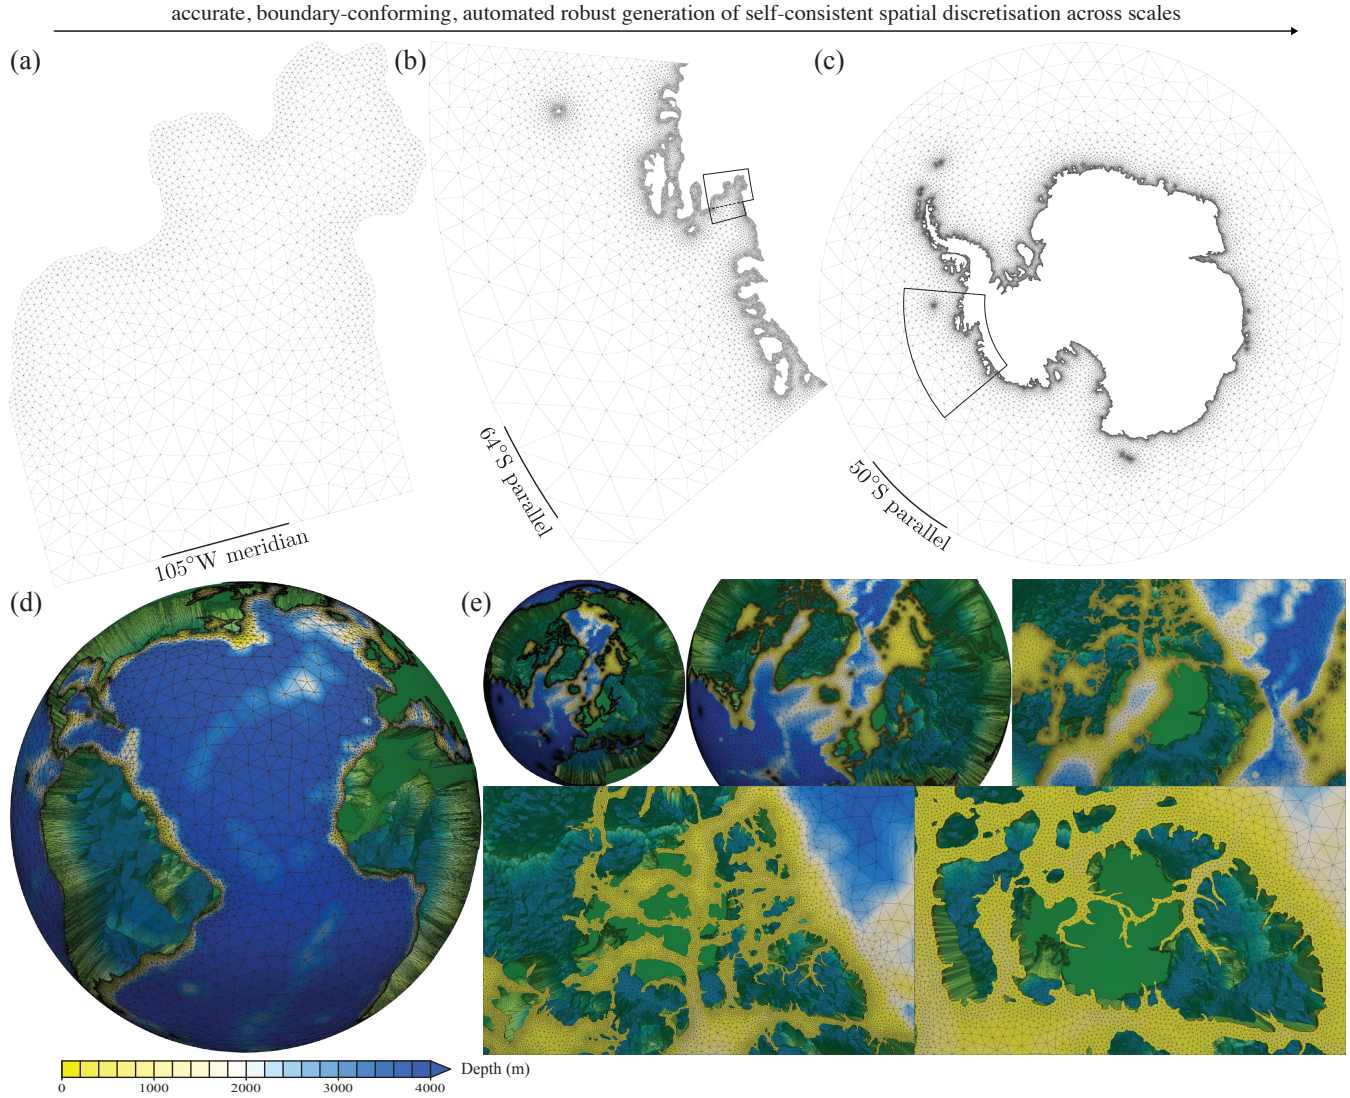 accurate, boundary-conforming, automated robust generation of self-consistent spatial discretisation across scales
(a)
(b)
(c)
105°W meridian
64°S parallel
50°S parallel
(d)
(e)
0
1000
2000
3000
4000
Depth (m)